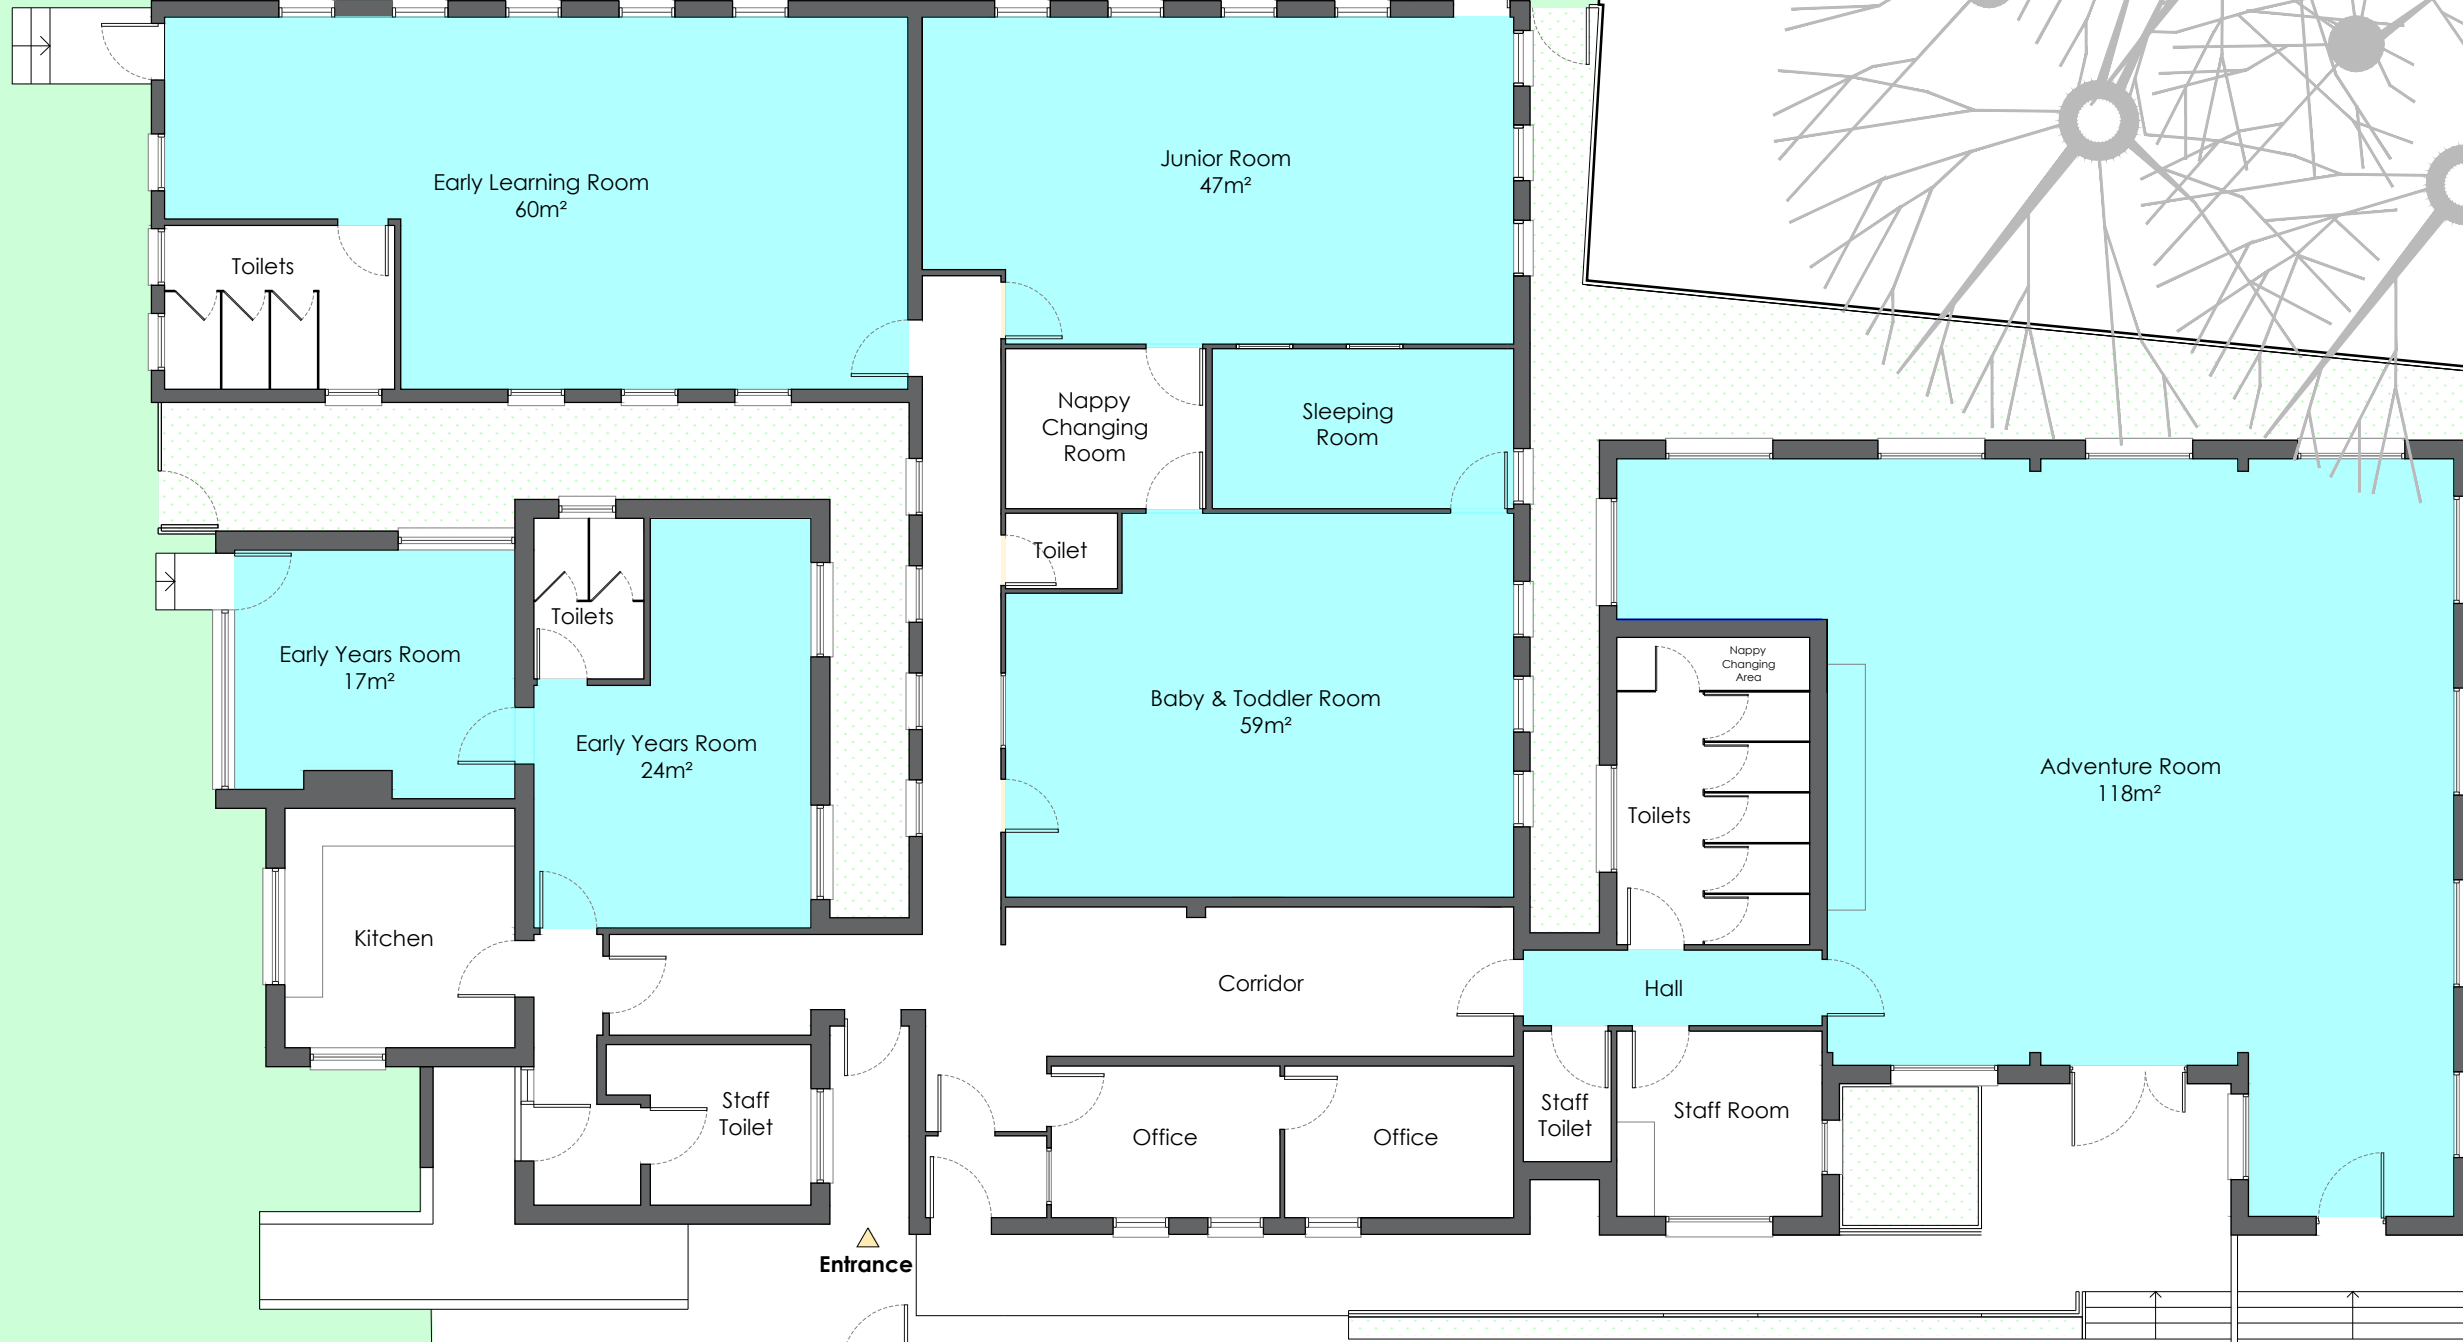 Early Learning Room
60m²
Junior Room
47m²
Toilets
Nappy
Changing
Room
Sleeping
Room
Toilet
Toilets
Early Years Room
17m²
Early Years Room
24m²
Baby & Toddler Room
59m²
Nappy
Changing
Area
Toilets
Adventure Room
118m²
Kitchen
Corridor
Hall
Staff
Toilet
Office
Office
Staff
Toilet
Staff Room
Entrance